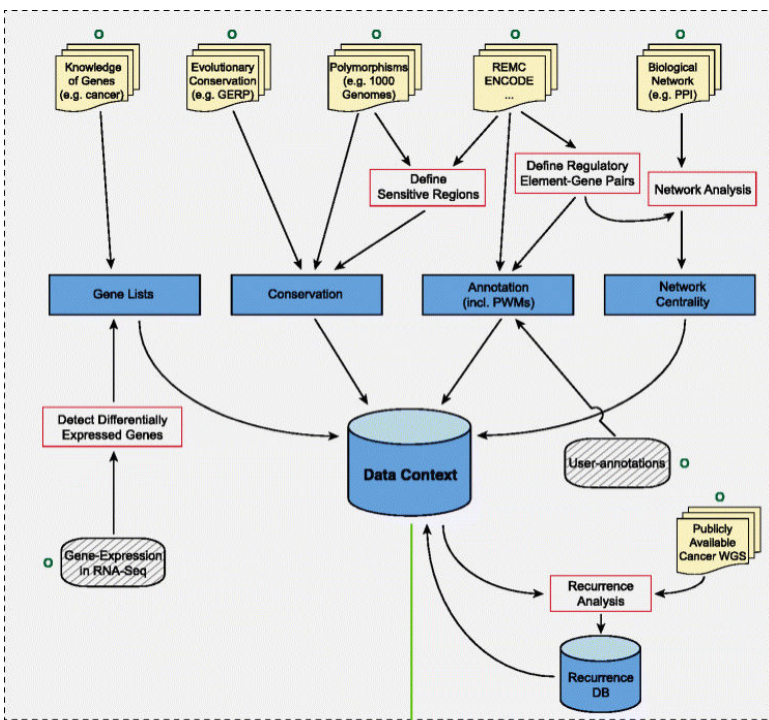 o o o o o
Knowledge
of Genes
(e.g. cancer)
Evolutionary
Conservation
(e.g. GERP)
Polymorphisms
(e.g. 1000
Genomes)
REMC
ENCODE
...
Biological
Network
(e.g. PPI)
Define
Sensitive Regions
Define Regulatory
Element-Gene Pairs
Network Analysis
Gene Lists
Conservation
Annotation
(incl. PWMs)
Network
Centrality
Detect Differentially
Expressed Genes
Data Context
User-annotations o
o Gene-Expression
in RNA-Seq
o
Publicly
Available
Cancer WGS
Recurrence
Analysis
Recurrence
DB